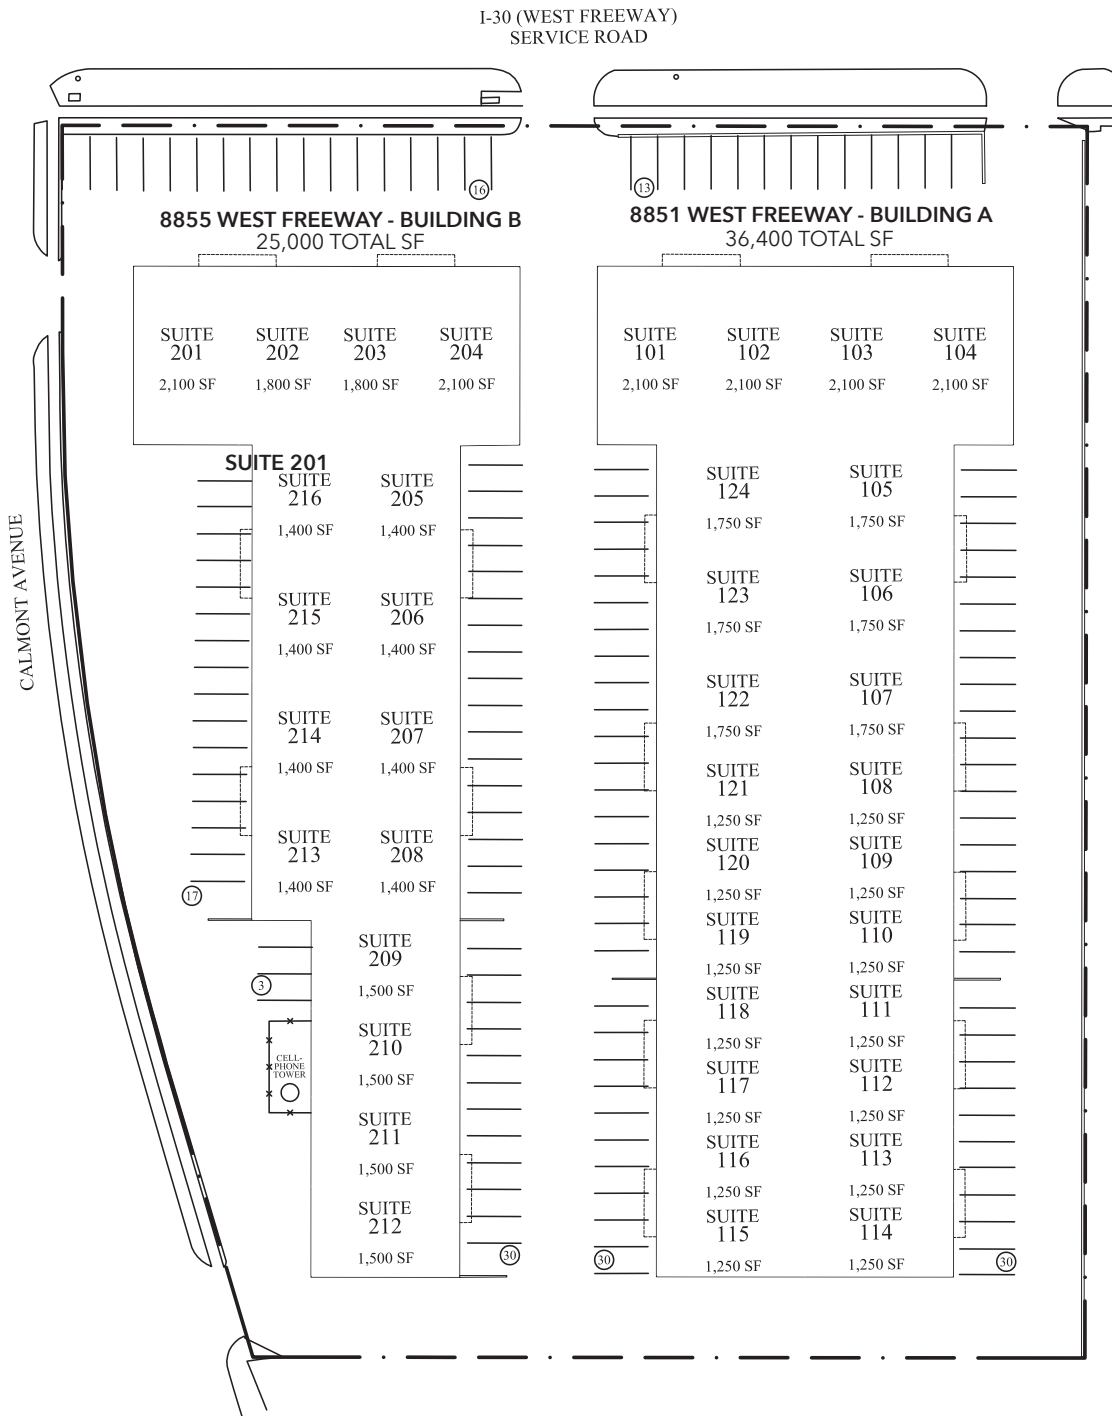 I-30 (WEST FREEWAY)
SERVICE ROAD
16
13
8855 WEST FREEWAY - BUILDING B
25,000 TOTAL SF
8851 WEST FREEWAY - BUILDING A
36,400 TOTAL SF
CALMONT AVENUE
SUITE
201
2,100 SF
SUITE
202
1,800 SF
SUITE
203
1,800 SF
SUITE
204
2,100 SF
SUITE 201
SUITE
216
1,400 SF
SUITE
205
1,400 SF
SUITE
215
1,400 SF
SUITE
206
1,400 SF
SUITE
214
1,400 SF
SUITE
207
1,400 SF
SUITE
213
1,400 SF
SUITE
208
1,400 SF
17
SUITE
209
1,500 SF
3
SUITE
210
1,500 SF
CELL-
PHONE
TOWER
SUITE
211
1,500 SF
SUITE
212
1,500 SF
30
SUITE
101
2,100 SF
SUITE
102
2,100 SF
SUITE
103
2,100 SF
SUITE
104
2,100 SF
SUITE
124
1,750 SF
SUITE
105
1,750 SF
SUITE
123
1,750 SF
SUITE
106
1,750 SF
SUITE
122
1,750 SF
SUITE
107
1,750 SF
SUITE
121
1,250 SF
SUITE
108
1,250 SF
SUITE
120
1,250 SF
SUITE
109
1,250 SF
SUITE
119
1,250 SF
SUITE
110
1,250 SF
SUITE
118
1,250 SF
SUITE
111
1,250 SF
SUITE
117
1,250 SF
SUITE
112
1,250 SF
SUITE
116
1,250 SF
SUITE
113
1,250 SF
SUITE
115
1,250 SF
SUITE
114
1,250 SF
30
30